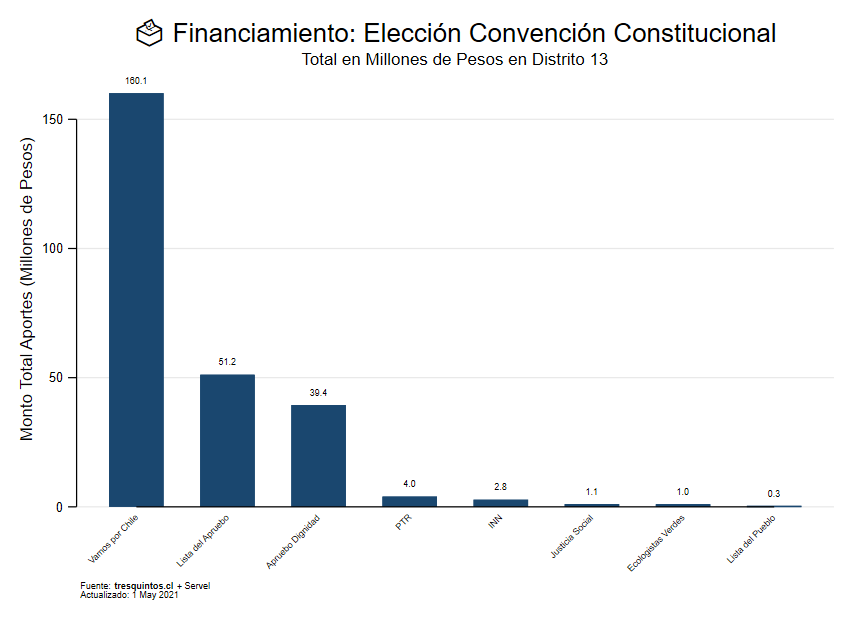 Financiamiento: Elección Convención Constitucional
Total en Millones de Pesos en Distrito 13
Monto Total Aportes (Millones de Pesos)
150
100
50
0
160.1
51.2
39.4
4.0
2.8
1.1
1.0
0.3
Vamos por Chile
Lista del Apruebo
Apruebo Dignidad
PTR
INN
Justicia Social
Ecologistas Verdes
Lista del Pueblo
Fuente: tresquintos.cl + Servel
Actualizado: 1 May 2021